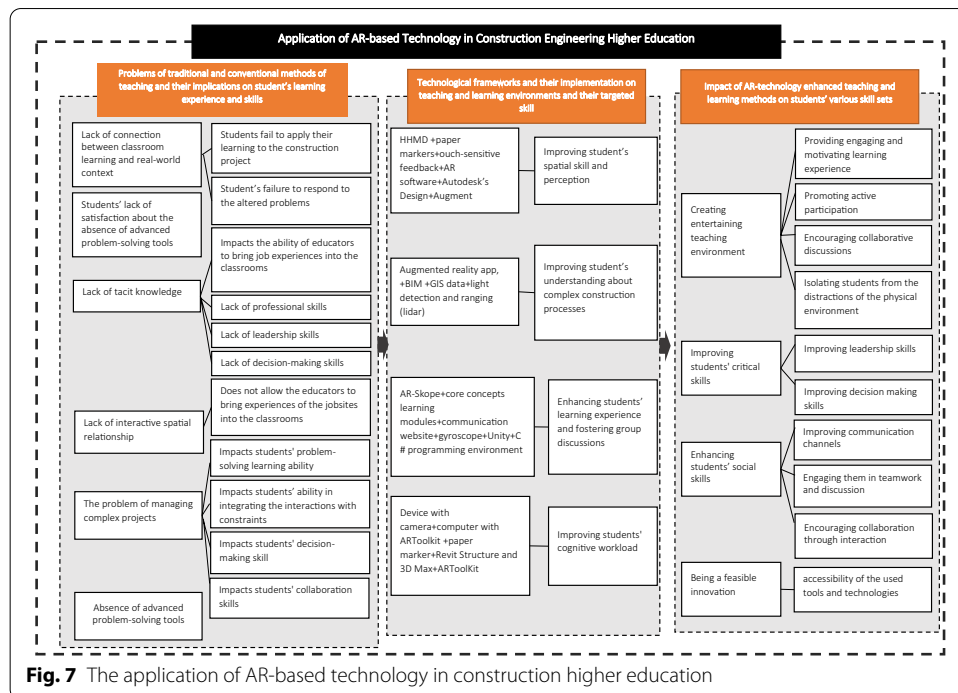 Application of AR-based Technology in Construction Engineering Higher Education
Problems of traditional and conventional methods of
teaching and their implications on student's learning
experience and skills
Lack of connection
between classroom
learning and real-world
context
Students fail to apply their
learning to the construction
project
Student's failure to respond to
the altered problems
Students' lack of
satisfaction about the
absence of advanced
problem-solving tools
Lack of tacit knowledge
Impacts the ability of educators
to bring job experiences into the
classrooms
Lack of professional skills
Lack of leadership skills
Lack of decision-making skills
Lack of interactive spatial
relationship
Does not allow the educators to
bring experiences of the jobsites
into the classrooms
The problem of managing
complex projects
Impacts students' problem-
solving learning ability
Impacts students' ability in
integrating the interactions with
constraints
Impacts students' decision-
making skill
Impacts students' collaboration
skills
Absence of advanced
problem-solving tools
Technological frameworks and their implementation on
teaching and learning environments and their targeted
skill
HHMD +paper
markers+ouch-sensitive
feedback+AR
software+Autodesk's
Design+Augment
Improving student's
spatial skill and
perception
Augmented reality app,
+BIM +GIS data+light
detection and ranging
(lidar)
Improving student's
understanding about
complex construction
processes
AR-Skope+core concepts
learning
modules+communication
website+gyroscope+Unity+C
# programming environment
Enhancing students'
learning experience
and fostering group
discussions
Device with
camera+computer with
ARToolkit +paper
marker+Revit Structure and
3D Max+ARToolKit
Improving students'
cognitive workload
Impact of AR-technology enhanced teaching and
learning methods on students' various skill sets
Creating
entertaining
teaching
environment
Providing engaging and
motivating learning
experience
Promoting active
participation
Encouraging collaborative
discussions
Isolating students from the
distractions of the physical
environment
Improving
students' critical
skills
Improving leadership skills
Improving decision making
skills
Enhancing
students' social
skills
Improving communication
channels
Engaging them in teamwork
and discussion
Encouraging collaboration
through interaction
Being a feasible
innovation
accessibility of the used
tools and technologies
Fig. 7 The application of AR-based technology in construction higher education